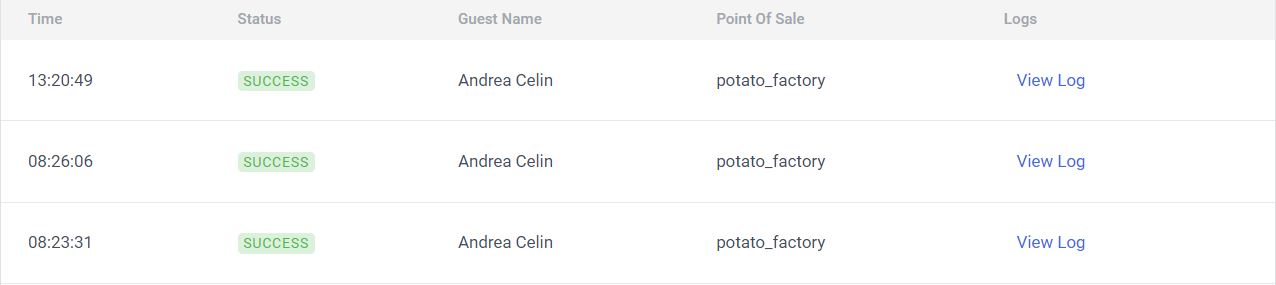 Time Status Guest Name Point Of Sale Logs
13:20:49 SUCCESS Andrea Celin potato_factory View Log
08:26:06 SUCCESS Andrea Celin potato_factory View Log
08:23:31 SUCCESS Andrea Celin potato_factory View Log